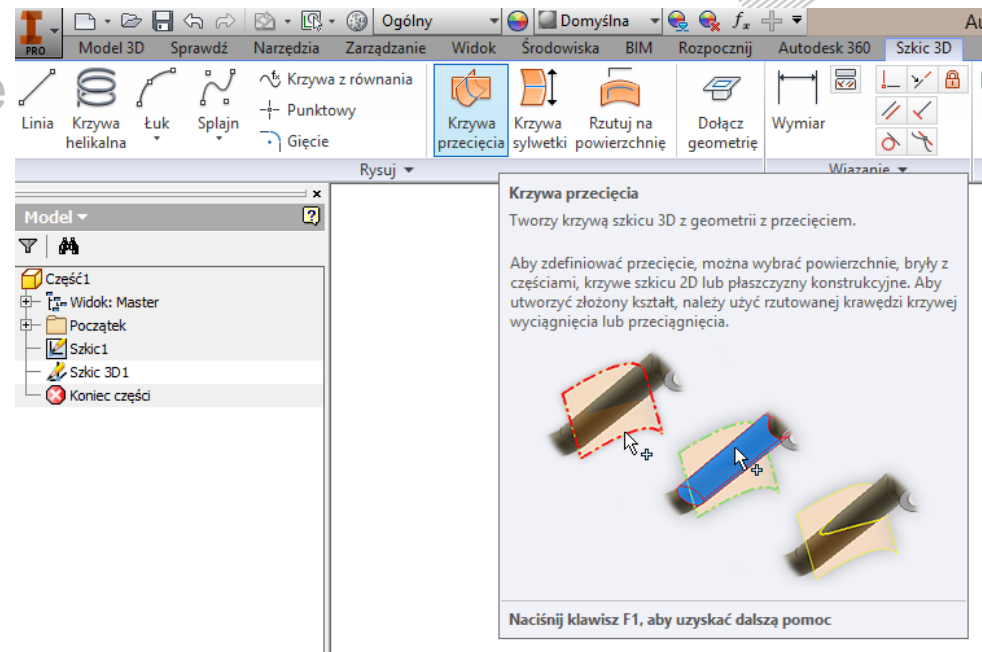 Ogólny Domyślna fx Au
PRO Model 3D Sprawdź Narzędzia Zarządzanie Widok Środowiska BIM Rozpocznij Autodesk 360 Szkic 3D
Linia Krzywa helikalna Łuk Splajn
Krzywa z równania
Punktowy
Gięcie
Krzywa przecięcia Krzywa sylwetki Rzutuj na powierzchnię Dołącz geometrię Wymiar
Rysuj Wiązanie
Model
Część1
Widok: Master
Początek
Szkic1
Szkic 3D1
Koniec części
Krzywa przecięcia
Tworzy krzywą szkicu 3D z geometrii z przecięciem.
Aby zdefiniować przecięcie, można wybrać powierzchnie, bryły z
częściami, krzywe szkicu 2D lub płaszczyzny konstrukcyjne. Aby
utworzyć złożony kształt, należy użyć rzutowanej krawędzi krzywej
wyciągnięcia lub przeciągnięcia.
Naciśnij klawisz F1, aby uzyskać dalszą pomoc